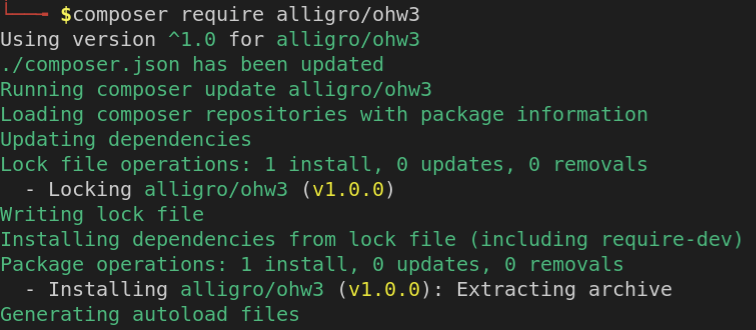 $composer require alligro/ohw3
Using version ^1.0 for alligro/ohw3
./composer.json has been updated
Running composer update alligro/ohw3
Loading composer repositories with package information
Updating dependencies
Lock file operations: 1 install, 0 updates, 0 removals
  - Locking alligro/ohw3 (v1.0.0)
Writing lock file
Installing dependencies from lock file (including require-dev)
Package operations: 1 install, 0 updates, 0 removals
  - Installing alligro/ohw3 (v1.0.0): Extracting archive
Generating autoload files